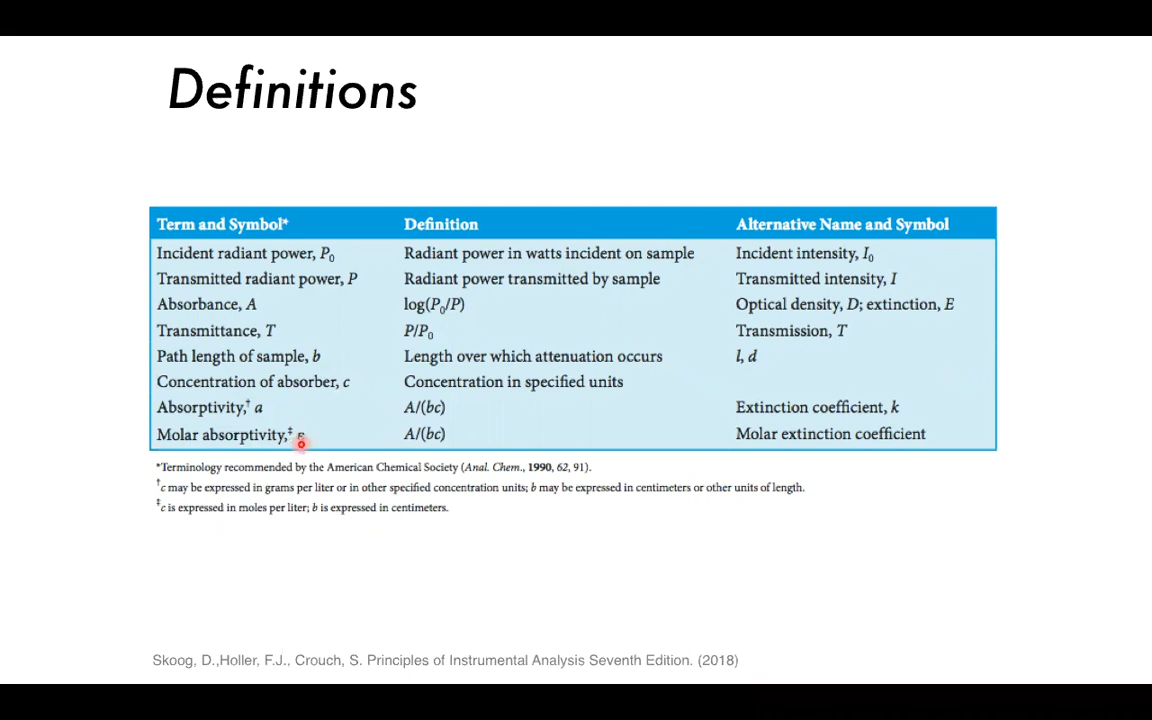 Definitions
Term and Symbol* Definition Alternative Name and Symbol
Incident radiant power, P₀ Radiant power in watts incident on sample Incident intensity, I₀
Transmitted radiant power, P Radiant power transmitted by sample Transmitted intensity, I
Absorbance, A log(P₀/P) Optical density, D; extinction, E
Transmittance, T P/P₀ Transmission, T
Path length of sample, b Length over which attenuation occurs l, d
Concentration of absorber, c Concentration in specified units
Absorptivity,† a A/(bc) Extinction coefficient, k
Molar absorptivity,‡ ε A/(bc) Molar extinction coefficient
*Terminology recommended by the American Chemical Society (Anal. Chem., 1990, 62, 91).
†c may be expressed in grams per liter or in other specified concentration units; b may be expressed in centimeters or other units of length.
‡c is expressed in moles per liter; b is expressed in centimeters.
Skoog, D.,Holler, F.J., Crouch, S. Principles of Instrumental Analysis Seventh Edition. (2018)